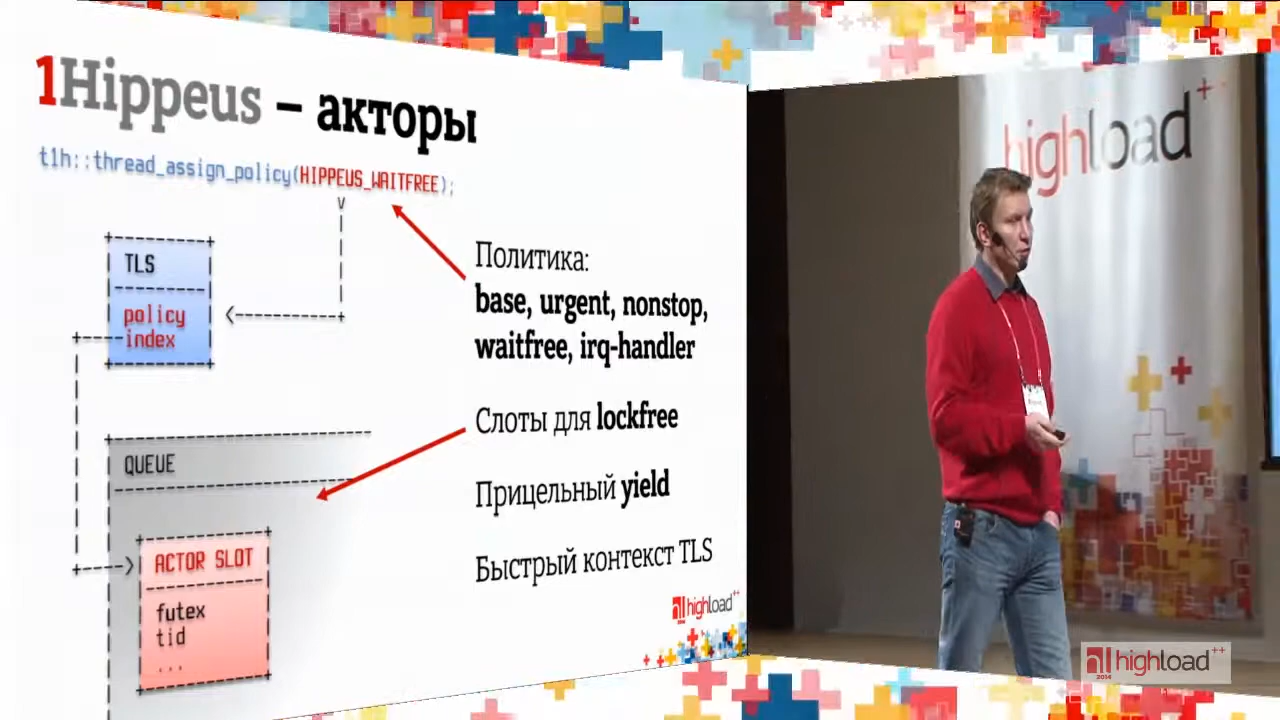 1Hippeus – акторы
t1h::thread_assign_policy(HIPPEUS_WAITFREE);
TLS
policy
index
QUEUE
ACTOR SLOT
futex
tid
...
Политика:
base, urgent, nonstop,
waitfree, irq-handler
Слоты для lockfree
Прицельный yield
Быстрый контекст TLS
highload++
highload++
highload++
2014